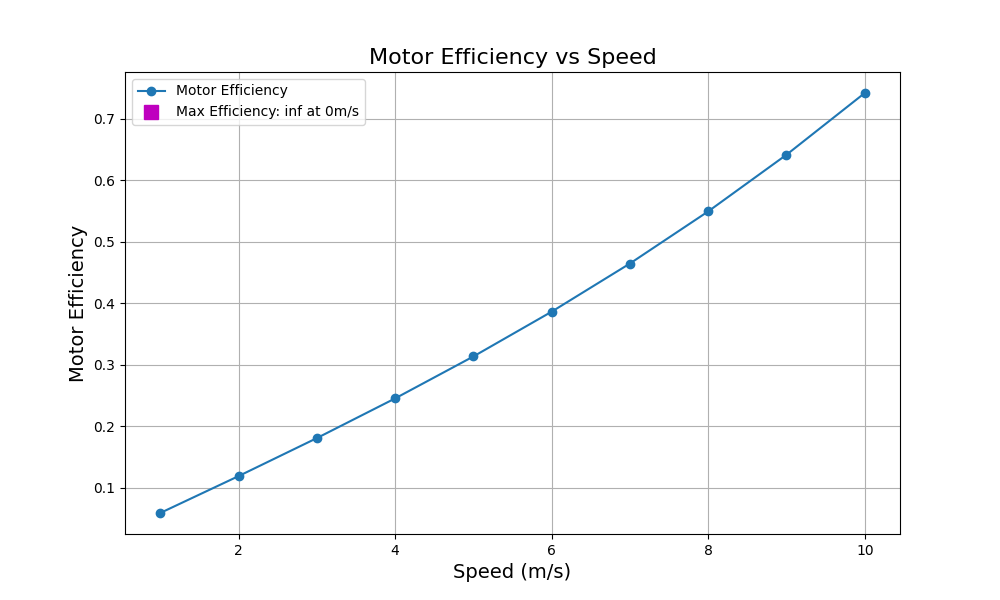 Motor Efficiency vs Speed
Motor Efficiency
Max Efficiency: inf at 0m/s
Motor Efficiency
0.7
0.6
0.5
0.4
0.3
0.2
0.1
2 4 6 8 10
Speed (m/s)